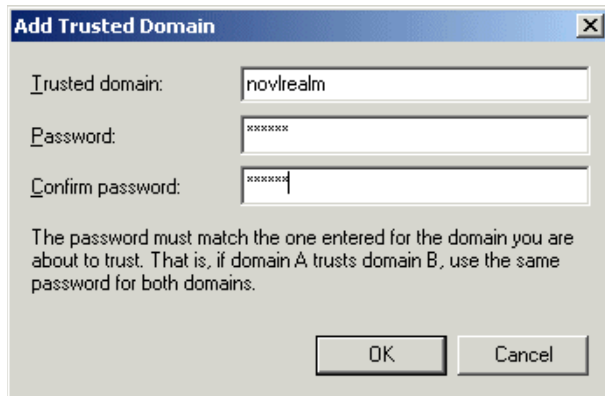 Add Trusted Domain
Trusted domain: novlrealm
Password: ******
Confirm password: ******
The password must match the one entered for the domain you are
about to trust. That is, if domain A trusts domain B, use the same
password for both domains.
OK Cancel